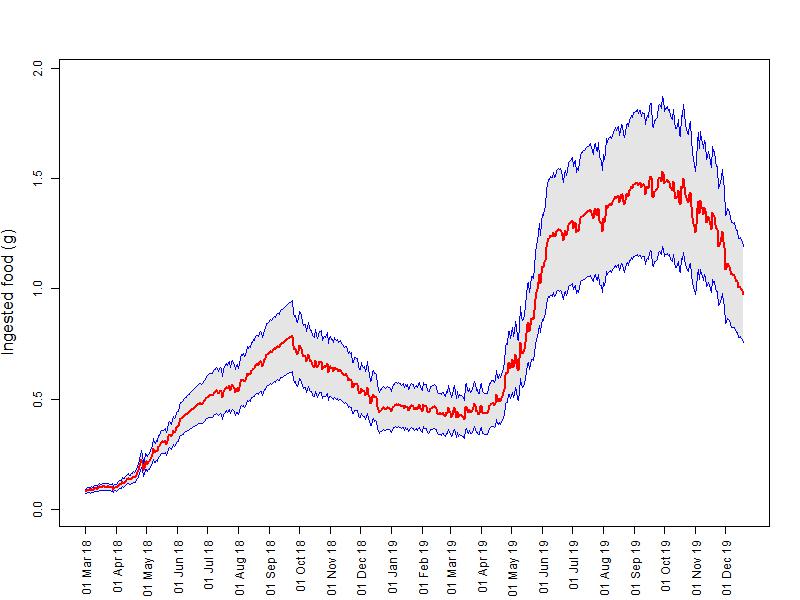 Ingested food (g)
2.0
1.5
1.0
0.5
0.0
01 Mar 18
01 Apr 18
01 May 18
01 Jun 18
01 Jul 18
01 Aug 18
01 Sep 18
01 Oct 18
01 Nov 18
01 Dec 18
01 Jan 19
01 Feb 19
01 Mar 19
01 Apr 19
01 May 19
01 Jun 19
01 Jul 19
01 Aug 19
01 Sep 19
01 Oct 19
01 Nov 19
01 Dec 19